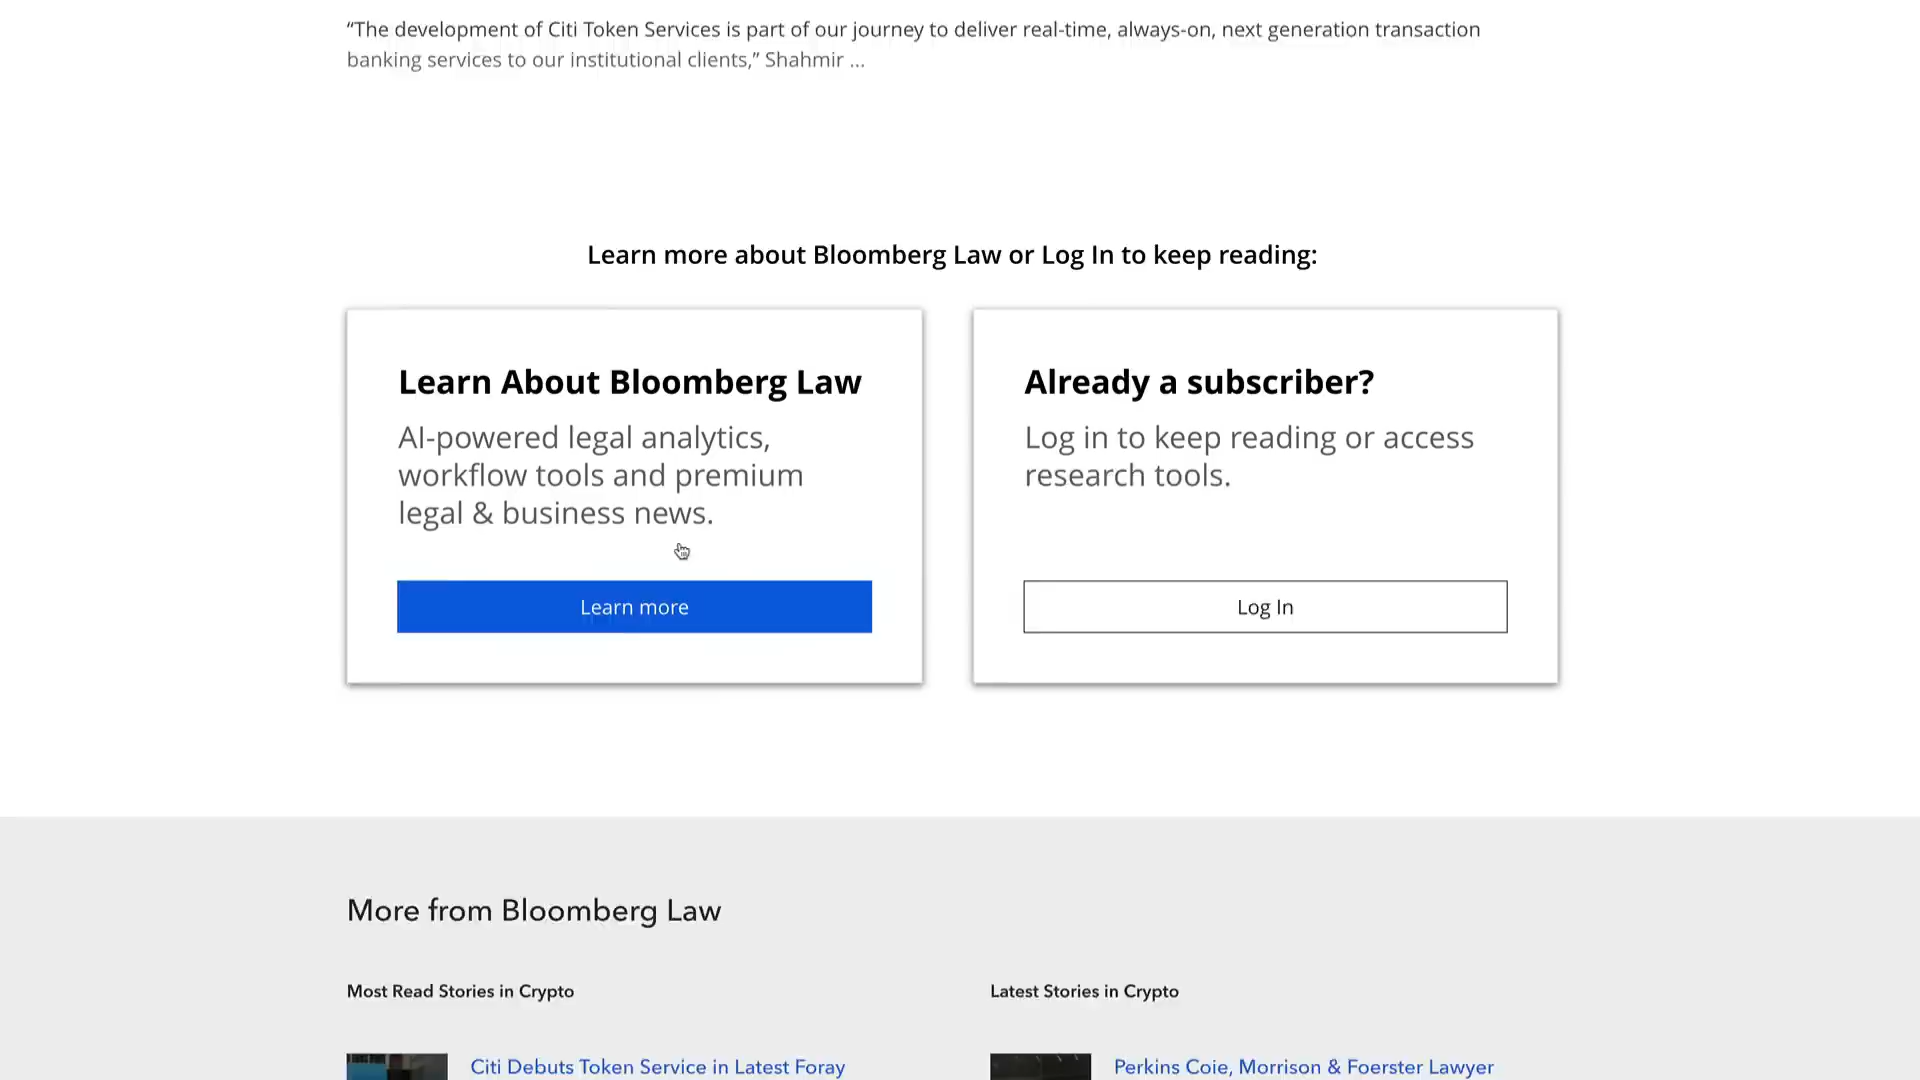 “The development of Citi Token Services is part of our journey to deliver real-time, always-on, next generation transaction
banking services to our institutional clients,” Shahmir ...
Learn more about Bloomberg Law or Log In to keep reading:
Learn About Bloomberg Law
AI-powered legal analytics,
workflow tools and premium
legal & business news.
Learn more
Already a subscriber?
Log in to keep reading or access
research tools.
Log In
More from Bloomberg Law
Most Read Stories in Crypto
Citi Debuts Token Service in Latest Foray
Latest Stories in Crypto
Perkins Coie, Morrison & Foerster Lawyer